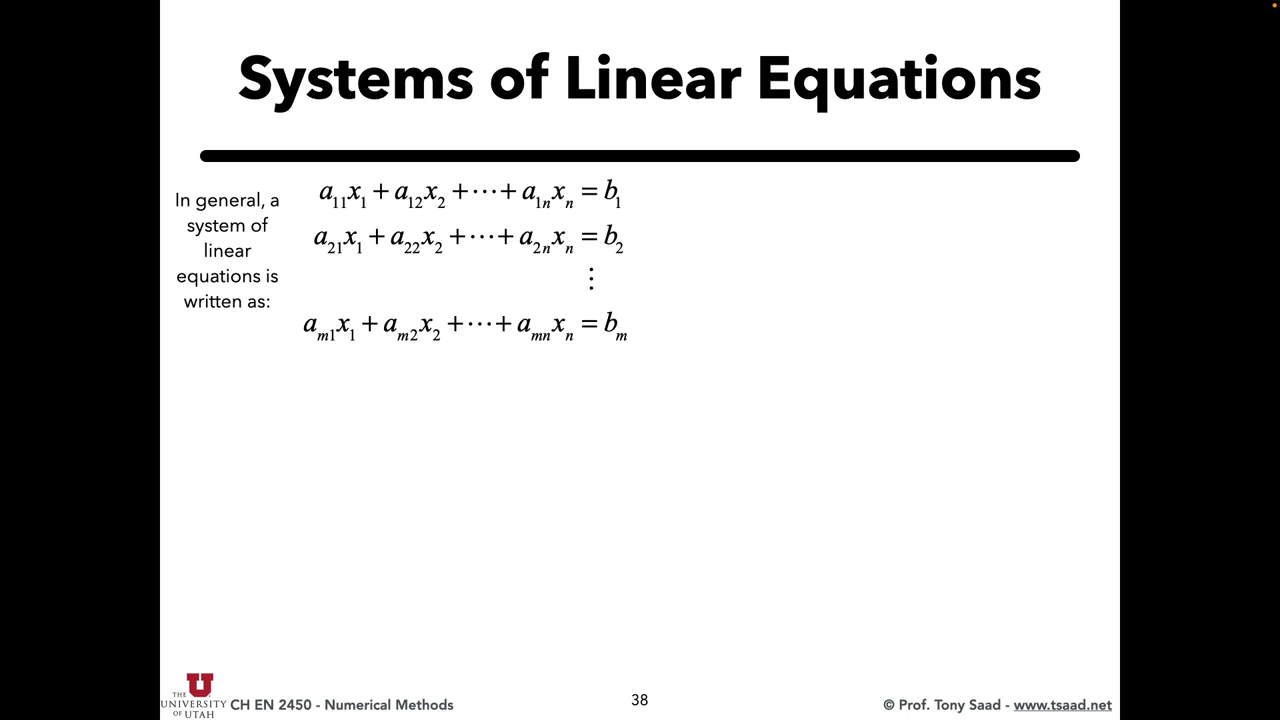 Systems of Linear Equations
In general, a
system of
linear
equations is
written as:
a₁₁x₁ + a₁₂x₂ + ⋯ + a₁ₙxₙ = b₁
a₂₁x₁ + a₂₂x₂ + ⋯ + a₂ₙxₙ = b₂
⋮
aₘ₁x₁ + aₘ₂x₂ + ⋯ + aₘₙxₙ = bₘ
THE
UNIVERSITY
OF UTAH
U
CH EN 2450 - Numerical Methods
38
© Prof. Tony Saad - www.tsaad.net